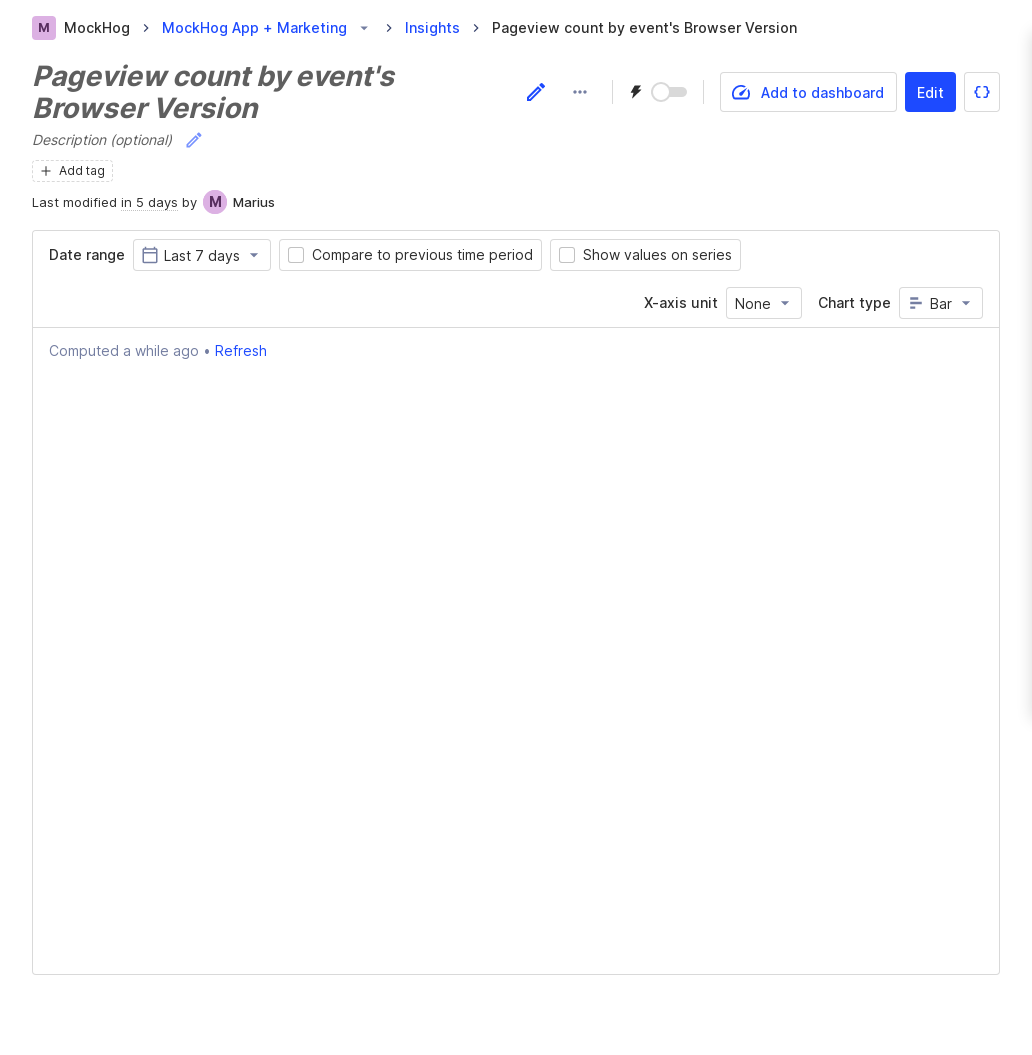 M MockHog MockHog App + Marketing Insights Pageview count by event's Browser Version
Pageview count by event's
Browser Version
Add to dashboard Edit
Description (optional)
Add tag
Last modified in 5 days by M Marius
Date range Last 7 days Compare to previous time period Show values on series
X-axis unit None Chart type Bar
Computed a while ago • Refresh